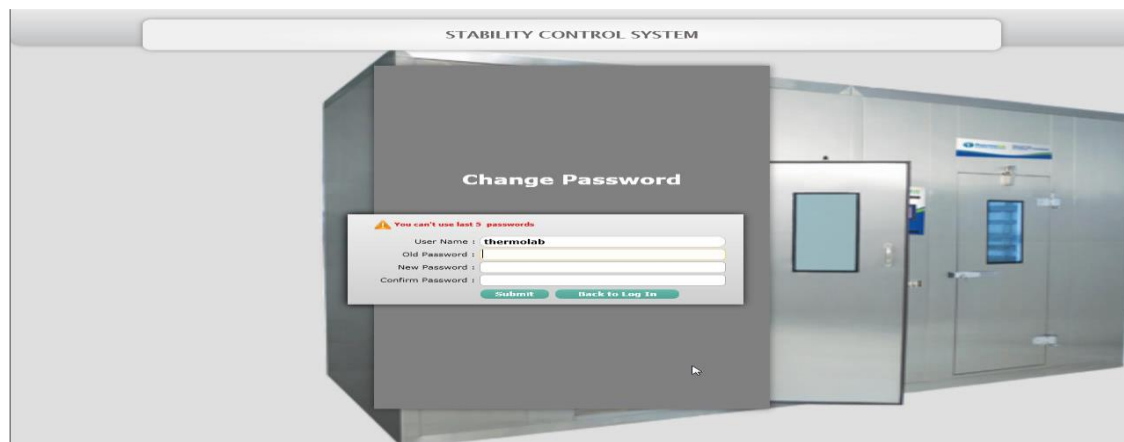 STABILITY CONTROL SYSTEM
Change Password
You can't use last 5 passwords
User Name : thermolab
Old Password :
New Password :
Confirm Password :
Submit Back to Log In